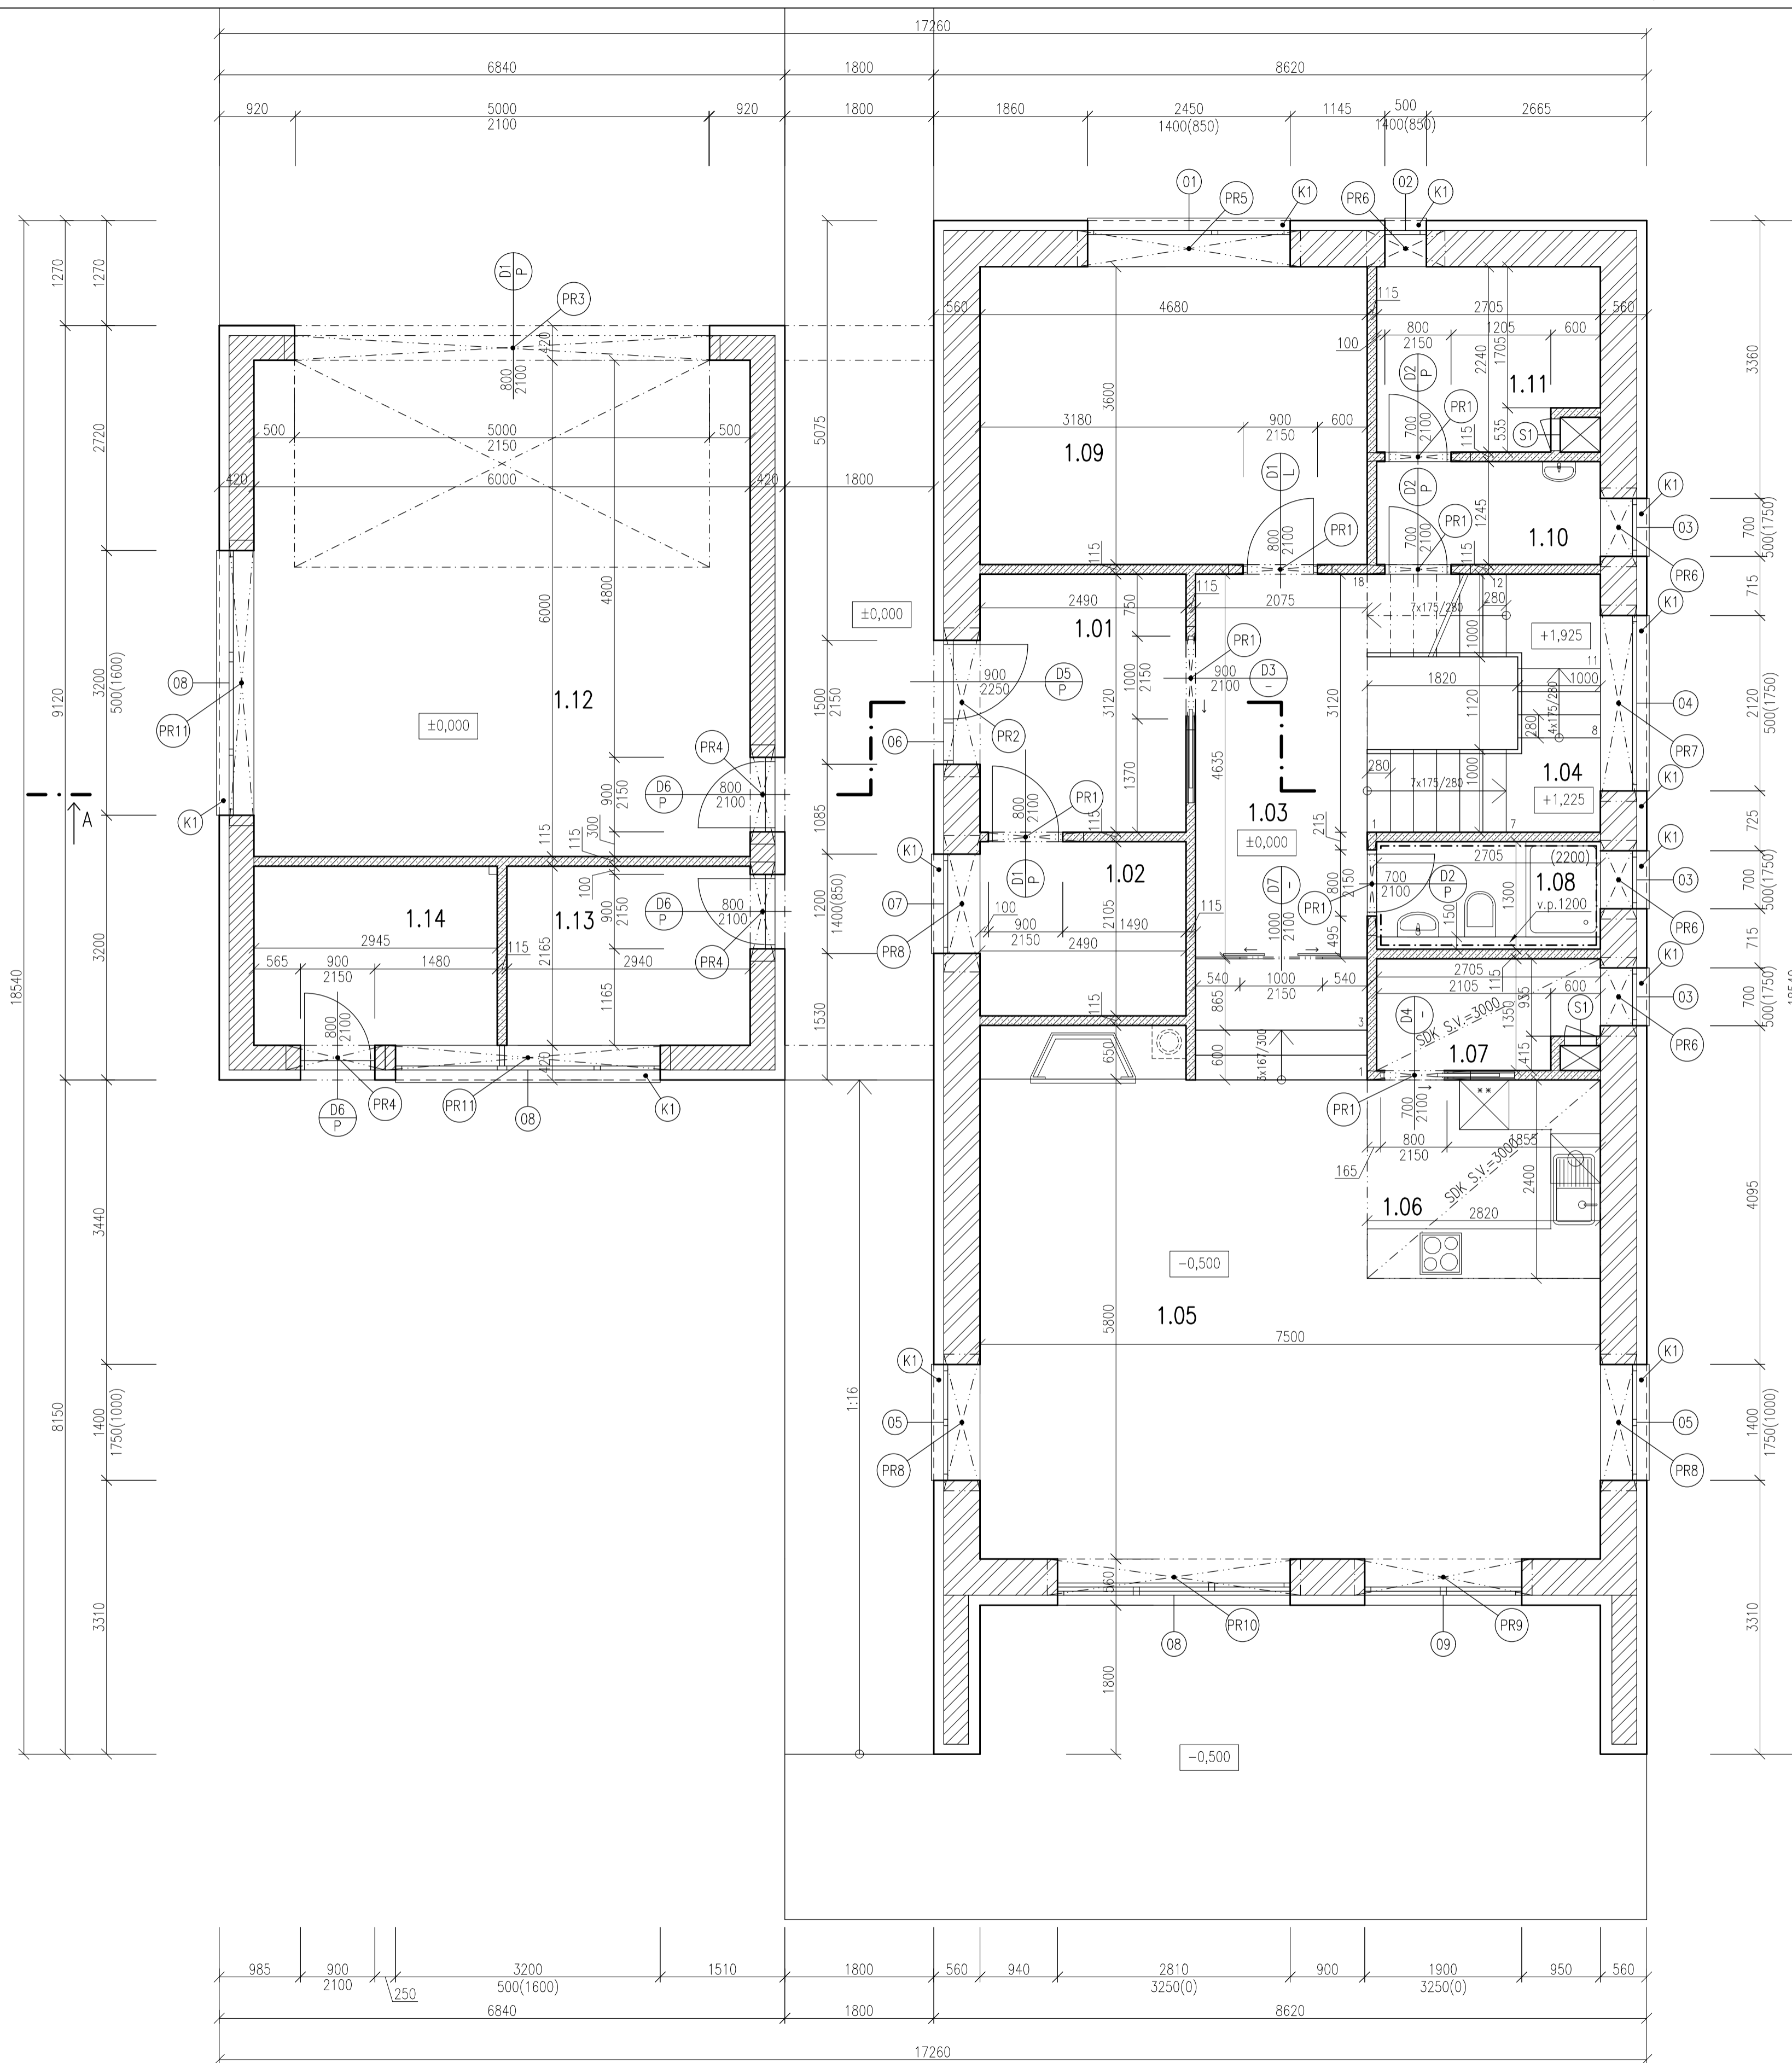 17260
6840 1800 8620
920 5000 920 1800 1860 2450 1145 500 2665
2100 1400(850) 1400(850)
01 PR5 K1 PR6 02 K1
D1
P
PR3
1270 1270
560 4680 115 2705 560
420
800
2100
100 800 1205 600
2150
1705
2240
3360
D2
P
1.11
PR1
3600
2720
500 5000 500
2150
5075
3180 900 600
2150
1.09
700
2100
115
535
S1
D1
L
D2
P
420 6000 420 1800
K1
03
PR6
700
500(1750)
1245
1.10
PR1
PR1
115
800
2100
700
2100
115
18
12
6000
4800
±0,000
2490 750 115 2075
7x175/280 280
715
K1
1.01
PR1
1000
+1,925
3200
500(1600)
9120
08
PR11
1.12
±0,000
1500
2150
900
2250
D5
P
3120
1000
2150
900
2100
D3
–
3120
1820
11
1000
1120
280
4x175/280
8
04
2120
500(1750)
PR7
06
PR2
PR4
4635
1370
280
1000
1.04
7x175/280
+1,225
K1
A
K1
D6
P
800
2100
900
2150
1085
800
2100
PR1
1.03
±0,000
215
1
7
725
115
115
300
115
K1
2705
(2200)
K1
1.02
D1
P
D7
–
800
2150
700
2100
D2
P
1300
1.08
03
700
500(1750)
1.14
1.13
100
D6
P
800
2100
900
2150
1200
1400(850)
07
PR8
PR1
150
v.p.1200
PR6
3200
100
2105
900
2150
1490
115
1000
2100
495
2490
2945
115
2165
PR4
715
K1
565 900 1480 2940
2150
1165
540 1000 540
2150
865
2705
115
2105
935
600
03
700
500(1750)
18540
18540
800
2100
1530
115
3
D4
–
SDK S.V.=3000
1350
S1
1.07
415
PR6
420
650
600
3x167/300
1
D6
P
PR4
PR11
08
K1
PR1
700
2100
**
800
2150
1855
165
SDK S.V.=3000
2400
1.06
2820
4095
3440
-0,500
1.05
5800
7500
8150
1:16
K1
K1
1400
1750(1000)
05
05
1400
1750(1000)
PR8
PR8
560
3310
PR10
08
PR9
09
3310
1800
-0,500
985 900 3200 1510 1800 560 940 2810 900 1900 950 560
2100 250 500(1600) 3250(0) 3250(0)
6840 1800 8620
17260